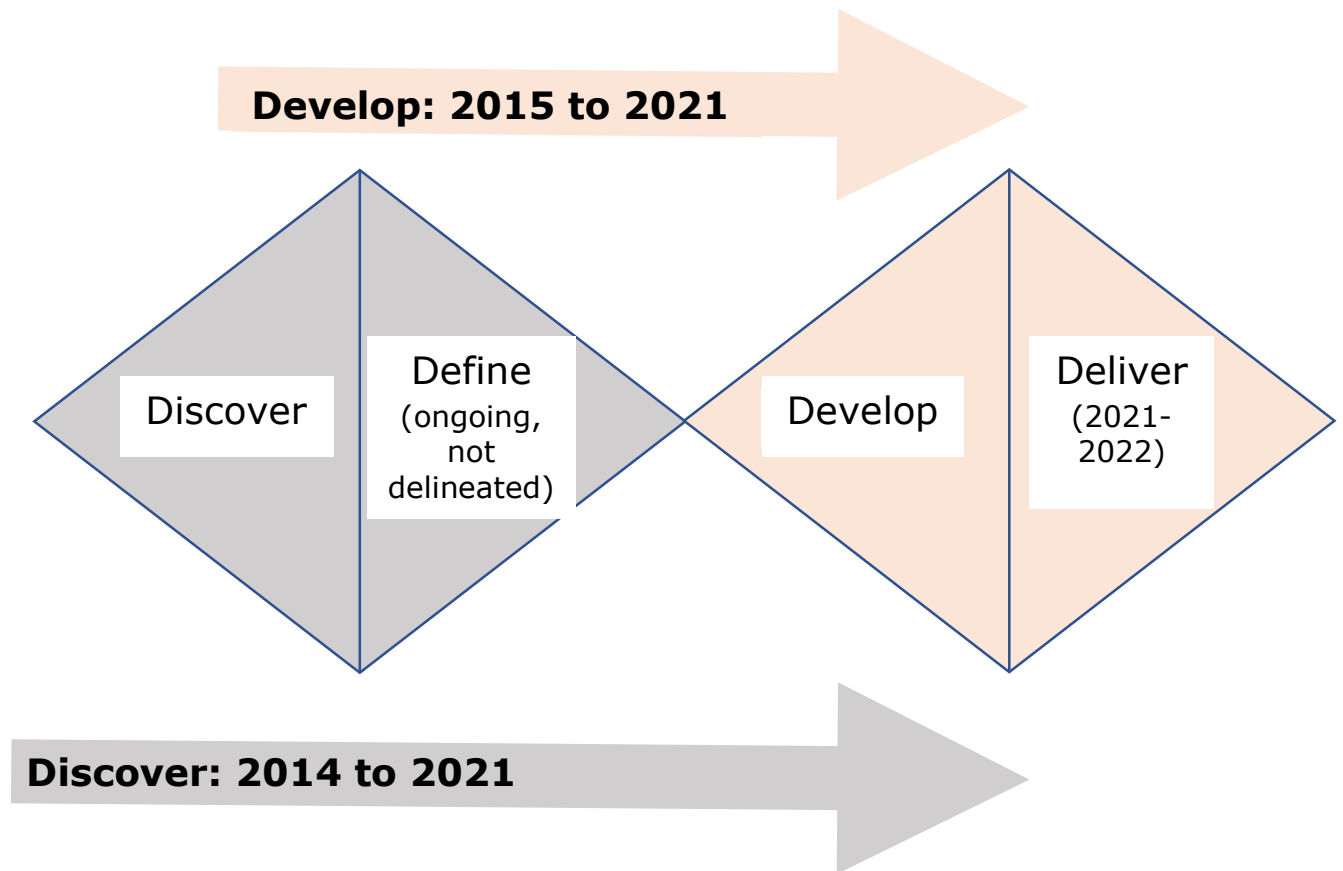 Develop: 2015 to 2021
Discover
Define
(ongoing,
not
delineated)
Develop
Deliver
(2021-
2022)
Discover: 2014 to 2021